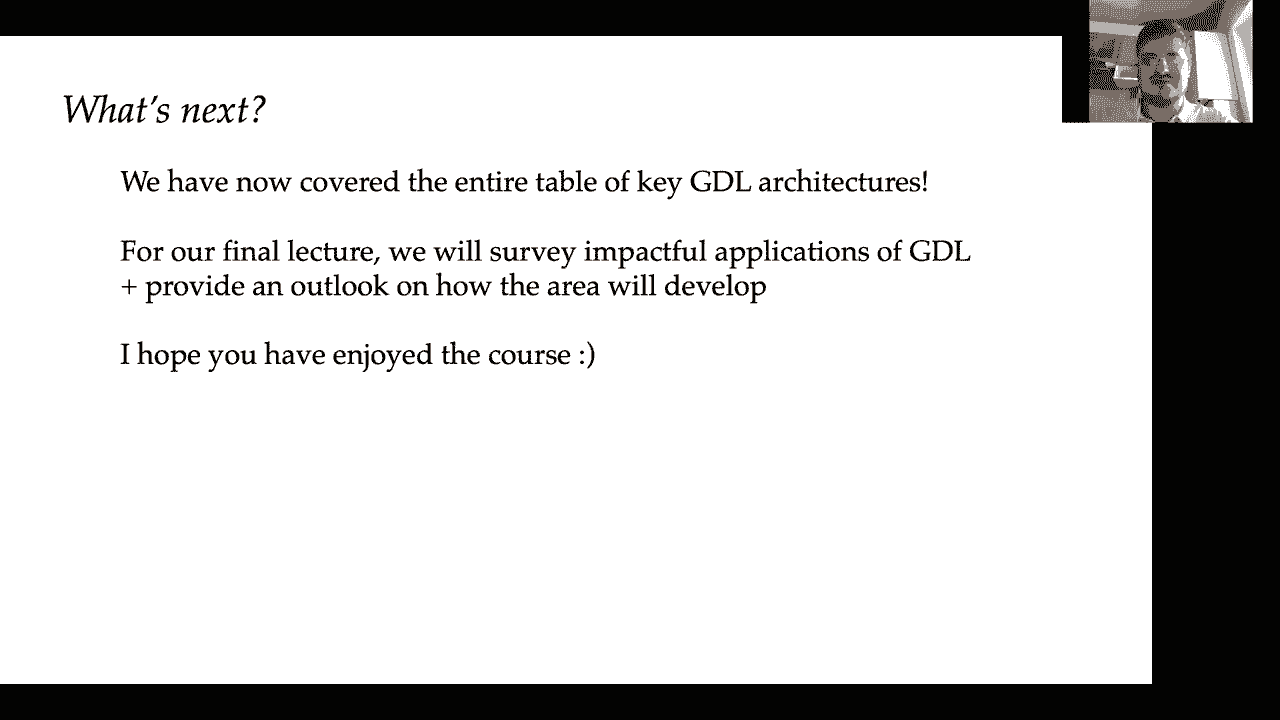 What's next?
We have now covered the entire table of key GDL architectures!
For our final lecture, we will survey impactful applications of GDL
+ provide an outlook on how the area will develop
I hope you have enjoyed the course :)